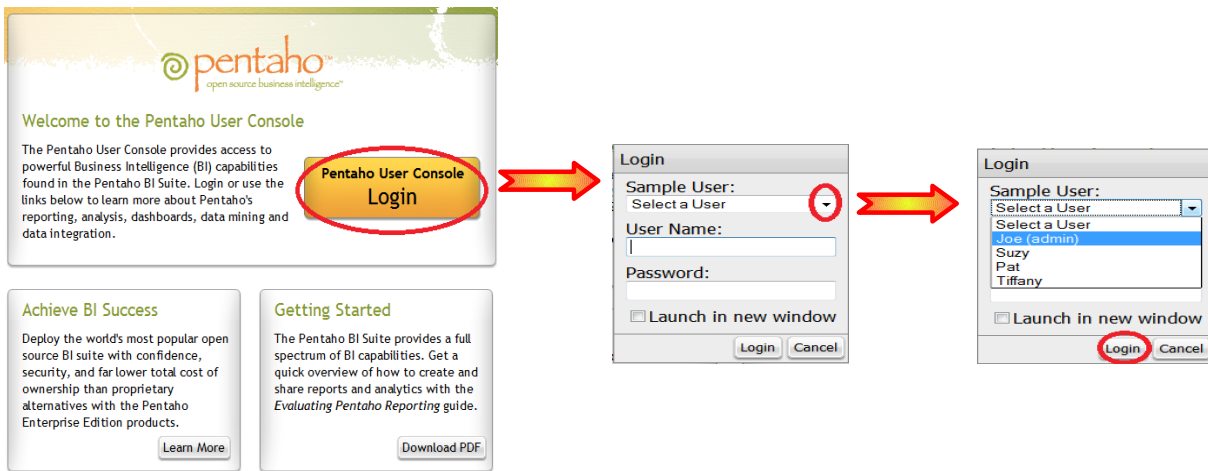 pentaho™
open source business intelligence™
Welcome to the Pentaho User Console
The Pentaho User Console provides access to
powerful Business Intelligence (BI) capabilities
found in the Pentaho BI Suite. Login or use the
links below to learn more about Pentaho's
reporting, analysis, dashboards, data mining and
data integration.
Pentaho User Console
Login
Achieve BI Success
Deploy the world's most popular open
source BI suite with confidence,
security, and far lower total cost of
ownership than proprietary
alternatives with the Pentaho
Enterprise Edition products.
Learn More
Getting Started
The Pentaho BI Suite provides a full
spectrum of BI capabilities. Get a
quick overview of how to create and
share reports and analytics with the
Evaluating Pentaho Reporting guide.
Download PDF
Login
Sample User:
Select a User
User Name:
Password:
Launch in new window
Login Cancel
Login
Sample User:
Select a User
Select a User
Joe (admin)
Suzy
Pat
Tiffany
Launch in new window
Login Cancel